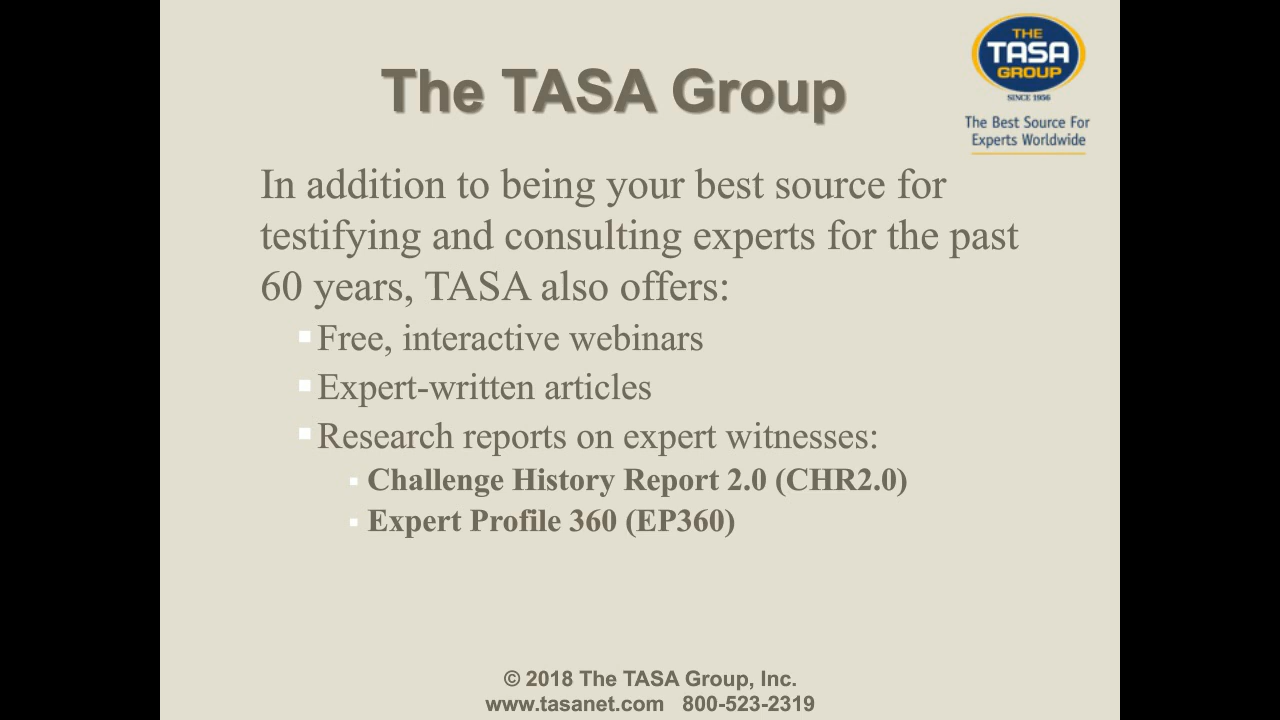 The TASA Group
THE
TASA
GROUP
SINCE 1956
The Best Source For
Experts Worldwide
In addition to being your best source for
testifying and consulting experts for the past
60 years, TASA also offers:
Free, interactive webinars
Expert-written articles
Research reports on expert witnesses:
Challenge History Report 2.0 (CHR2.0)
Expert Profile 360 (EP360)
© 2018 The TASA Group, Inc.
www.tasanet.com 800-523-2319